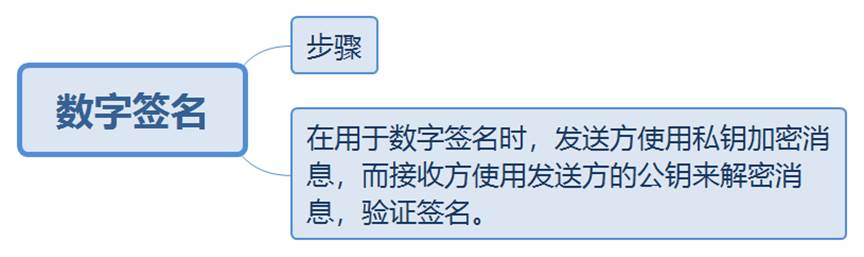 数字签名
步骤
在用于数字签名时，发送方使用私钥加密消
息，而接收方使用发送方的公钥来解密消
息，验证签名。